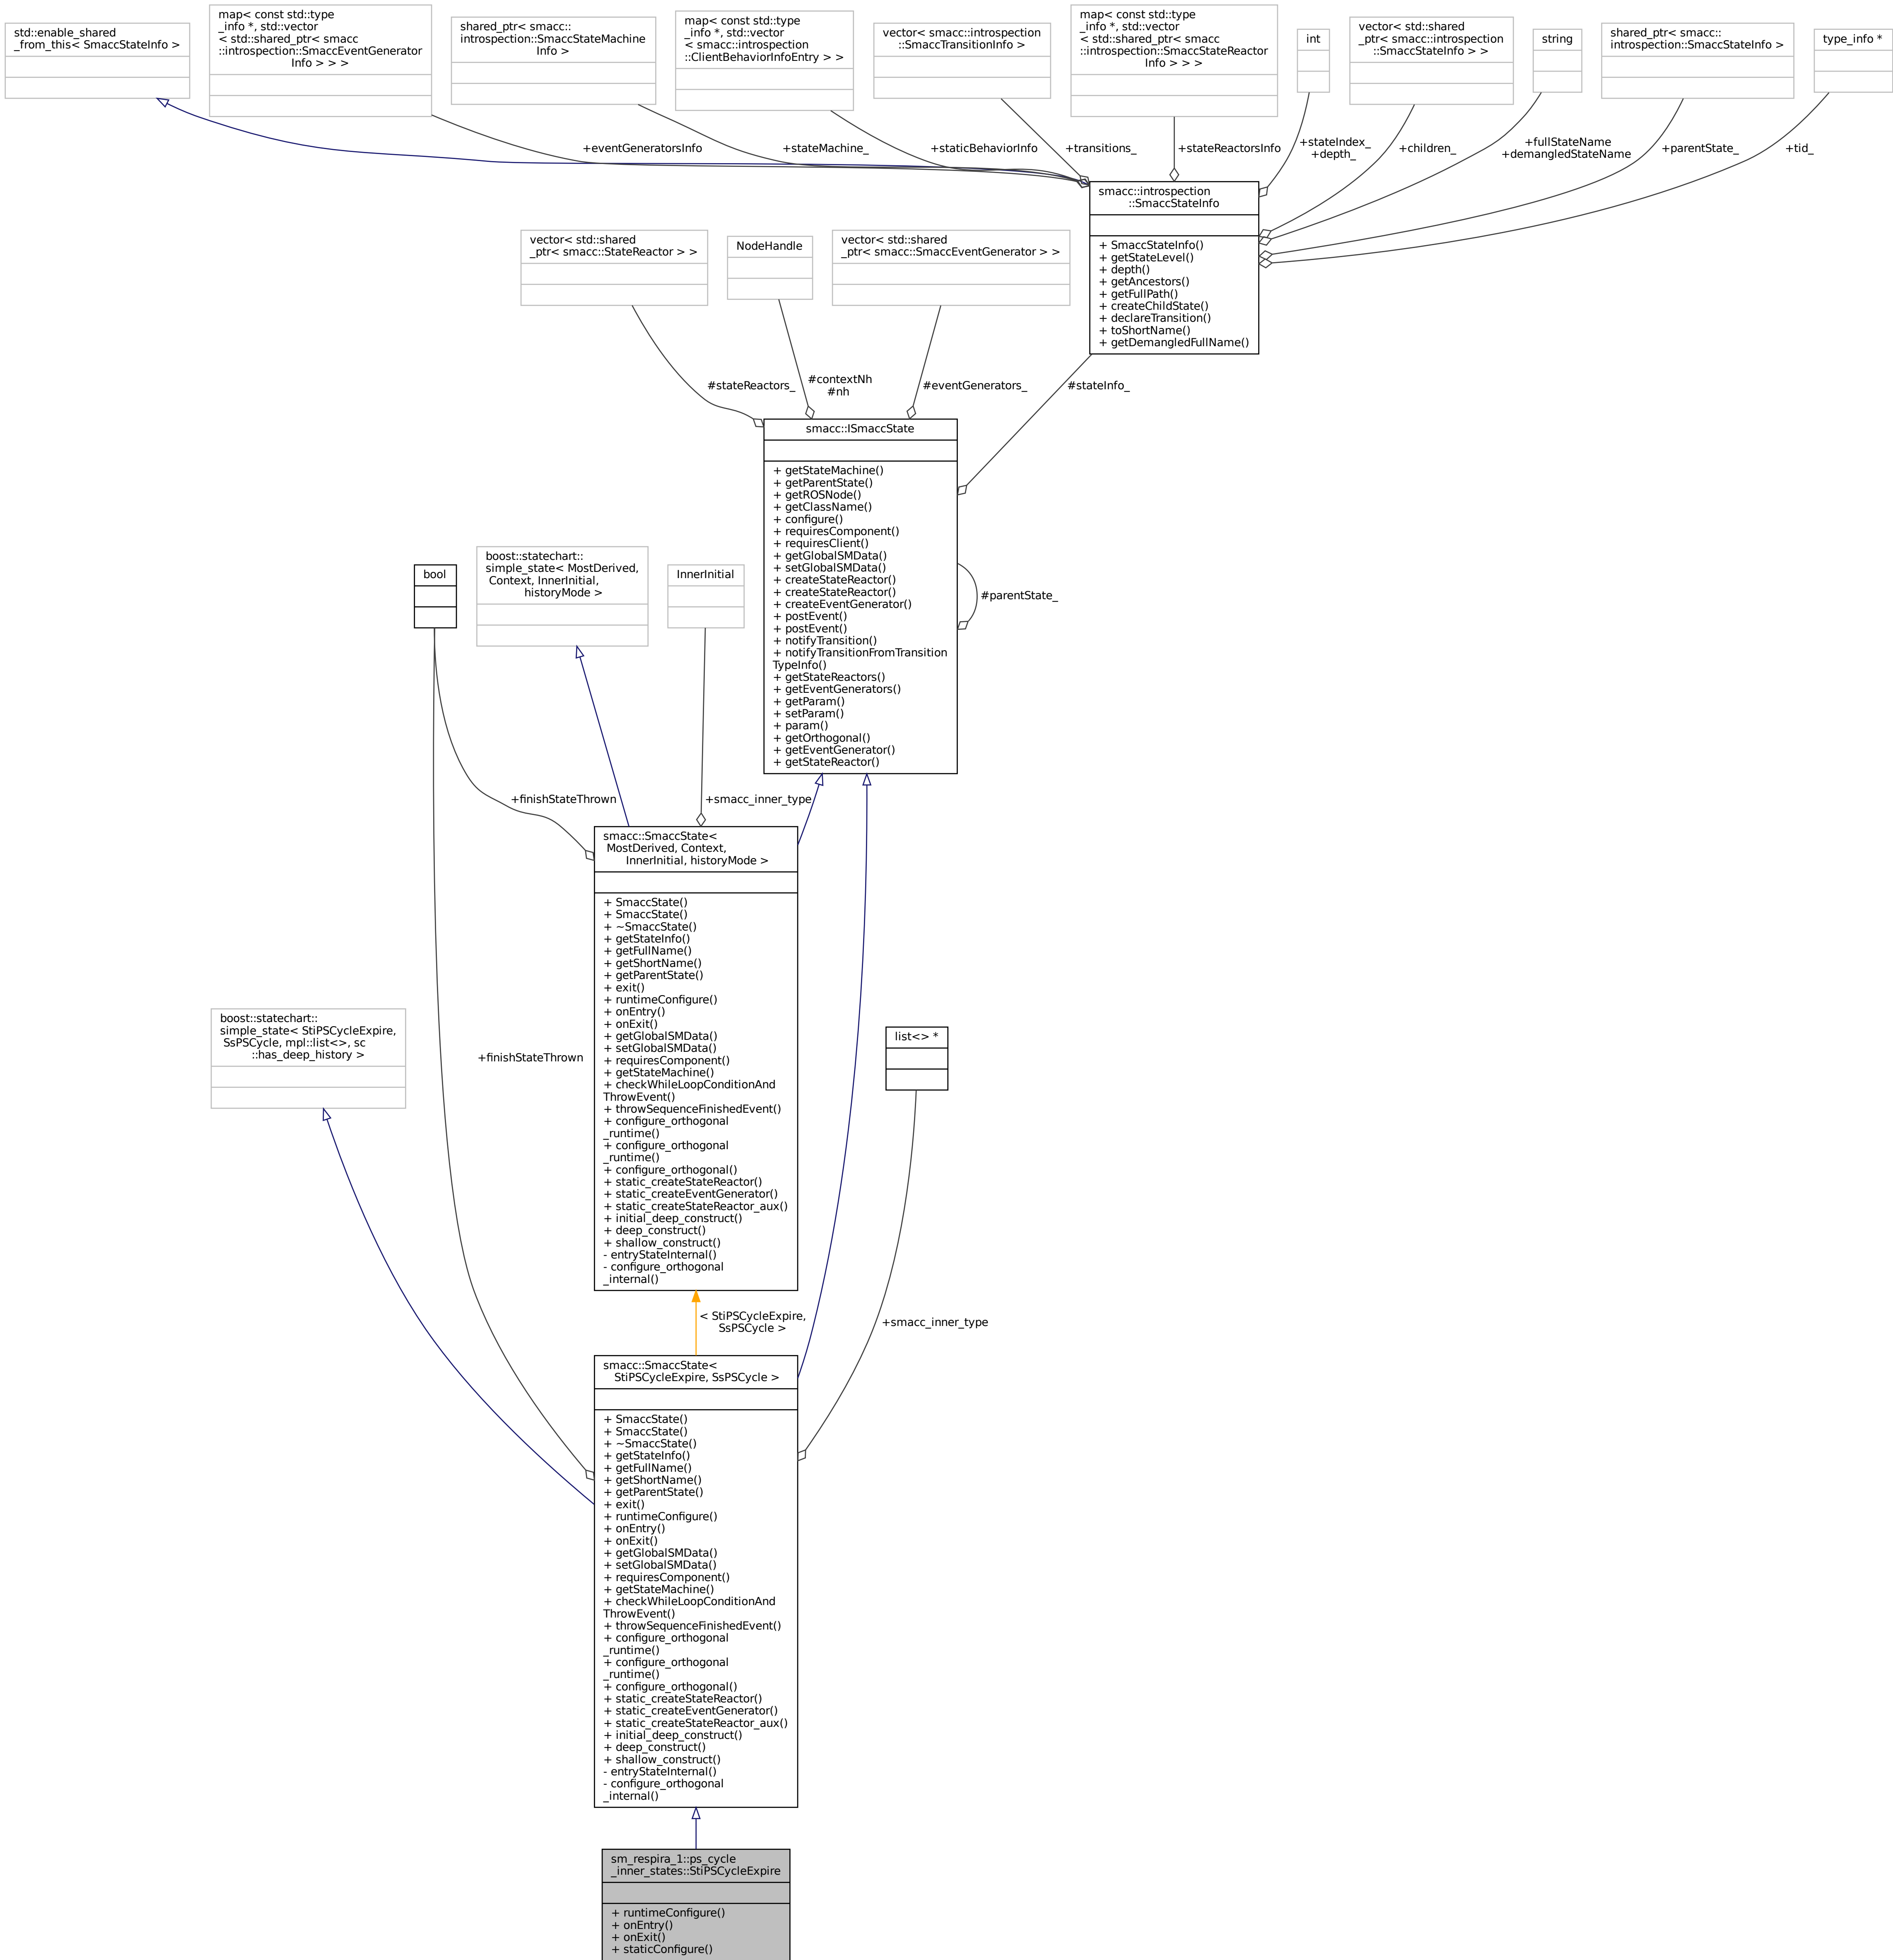 std::enable_shared
_from_this< SmaccStateInfo >
map< const std::type
_info *, std::vector
< std::shared_ptr< smacc
::introspection::SmaccEventGenerator
Info > > >
shared_ptr< smacc::
introspection::SmaccStateMachine
Info >
map< const std::type
_info *, std::vector
< smacc::introspection
::ClientBehaviorInfoEntry > >
vector< smacc::introspection
::SmaccTransitionInfo >
map< const std::type
_info *, std::vector
< std::shared_ptr< smacc
::introspection::SmaccStateReactor
Info > > >
int
vector< std::shared
_ptr< smacc::introspection
::SmaccStateInfo > >
string
shared_ptr< smacc::
introspection::SmaccStateInfo >
type_info *
+eventGeneratorsInfo
+stateMachine_
+staticBehaviorInfo
+transitions_
+stateReactorsInfo
+stateIndex_
+depth_
+children_
+fullStateName
+demangledStateName
+parentState_
+tid_
smacc::introspection
::SmaccStateInfo
+ SmaccStateInfo()
+ getStateLevel()
+ depth()
+ getAncestors()
+ getFullPath()
+ createChildState()
+ declareTransition()
+ toShortName()
+ getDemangledFullName()
vector< std::shared
_ptr< smacc::StateReactor > >
NodeHandle
vector< std::shared
_ptr< smacc::SmaccEventGenerator > >
#stateReactors_
#contextNh
#nh
#eventGenerators_
#stateInfo_
smacc::ISmaccState
+ getStateMachine()
+ getParentState()
+ getROSNode()
+ getClassName()
+ configure()
+ requiresComponent()
+ requiresClient()
+ getGlobalSMData()
+ setGlobalSMData()
+ createStateReactor()
+ createStateReactor()
+ createEventGenerator()
+ postEvent()
+ postEvent()
+ notifyTransition()
+ notifyTransitionFromTransition
TypeInfo()
+ getStateReactors()
+ getEventGenerators()
+ getParam()
+ setParam()
+ param()
+ getOrthogonal()
+ getEventGenerator()
+ getStateReactor()
#parentState_
bool
boost::statechart::
simple_state< MostDerived,
Context, InnerInitial,
historyMode >
InnerInitial
+finishStateThrown
+smacc_inner_type
smacc::SmaccState<
MostDerived, Context,
InnerInitial, historyMode >
+ SmaccState()
+ SmaccState()
+ ~SmaccState()
+ getStateInfo()
+ getFullName()
+ getShortName()
+ getParentState()
+ exit()
+ runtimeConfigure()
+ onEntry()
+ onExit()
+ getGlobalSMData()
+ setGlobalSMData()
+ requiresComponent()
+ getStateMachine()
+ checkWhileLoopConditionAnd
ThrowEvent()
+ throwSequenceFinishedEvent()
+ configure_orthogonal
_runtime()
+ configure_orthogonal
_runtime()
+ configure_orthogonal()
+ static_createStateReactor()
+ static_createEventGenerator()
+ static_createStateReactor_aux()
+ initial_deep_construct()
+ deep_construct()
+ shallow_construct()
- entryStateInternal()
- configure_orthogonal
_internal()
boost::statechart::
simple_state< StiPSCycleExpire,
SsPSCycle, mpl::list<>, sc
::has_deep_history >
+finishStateThrown
list<> *
< StiPSCycleExpire,
SsPSCycle >
+smacc_inner_type
smacc::SmaccState<
StiPSCycleExpire, SsPSCycle >
+ SmaccState()
+ SmaccState()
+ ~SmaccState()
+ getStateInfo()
+ getFullName()
+ getShortName()
+ getParentState()
+ exit()
+ runtimeConfigure()
+ onEntry()
+ onExit()
+ getGlobalSMData()
+ setGlobalSMData()
+ requiresComponent()
+ getStateMachine()
+ checkWhileLoopConditionAnd
ThrowEvent()
+ throwSequenceFinishedEvent()
+ configure_orthogonal
_runtime()
+ configure_orthogonal
_runtime()
+ configure_orthogonal()
+ static_createStateReactor()
+ static_createEventGenerator()
+ static_createStateReactor_aux()
+ initial_deep_construct()
+ deep_construct()
+ shallow_construct()
- entryStateInternal()
- configure_orthogonal
_internal()
sm_respira_1::ps_cycle
_inner_states::StiPSCycleExpire
+ runtimeConfigure()
+ onEntry()
+ onExit()
+ staticConfigure()